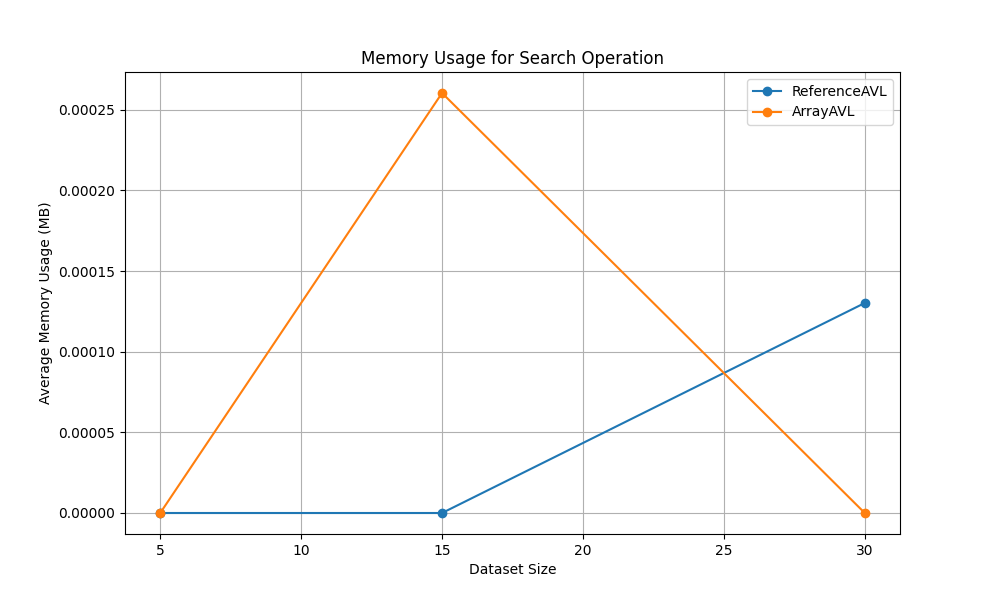 Memory Usage for Search Operation
ReferenceAVL
ArrayAVL
Average Memory Usage (MB)
0.00025
0.00020
0.00015
0.00010
0.00005
0.00000
5 10 15 20 25 30
Dataset Size